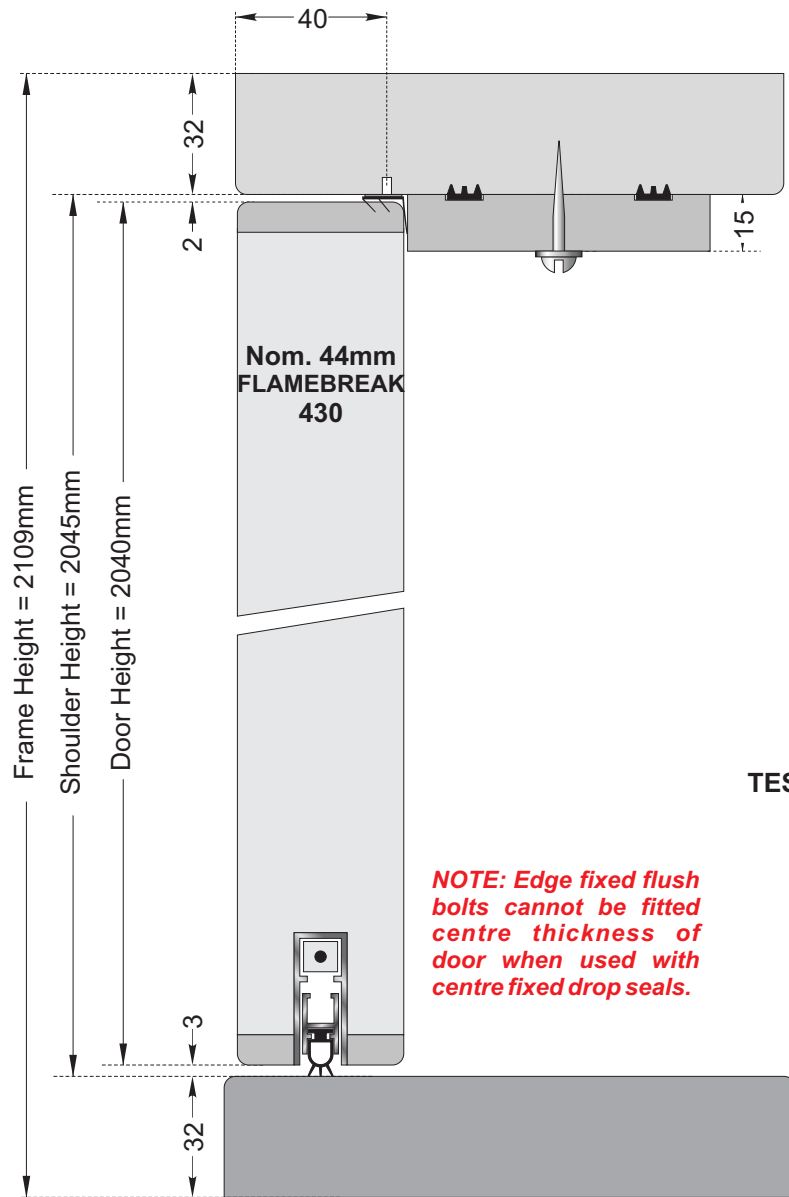 40
32
2
15
Nom. 44mm
FLAMEBREAK
430
Frame Height = 2109mm
Shoulder Height = 2045mm
Door Height = 2040mm
TES
NOTE: Edge fixed flush
bolts cannot be fitted
centre thickness of
door when used with
centre fixed drop seals.
3
32